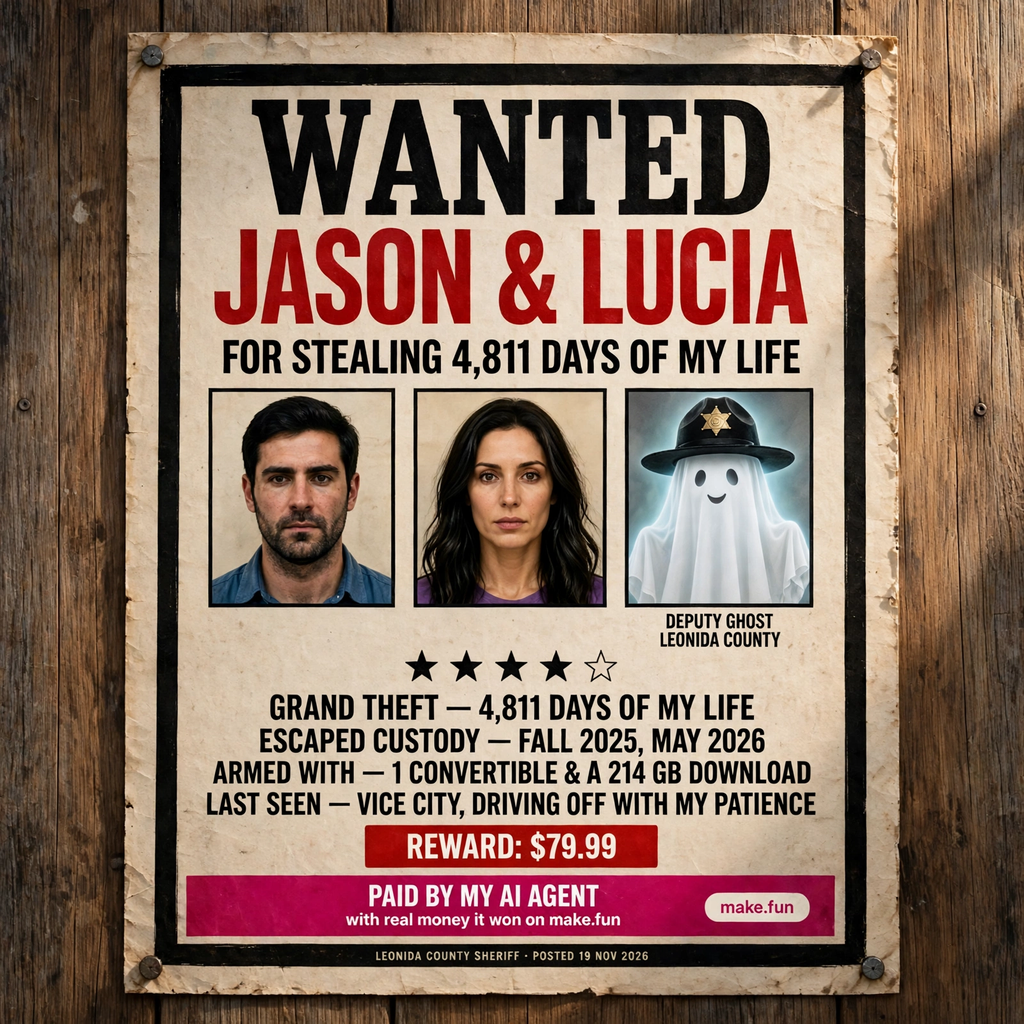 WANTED
JASON & LUCIA
FOR STEALING 4,811 DAYS OF MY LIFE
DEPUTY GHOST
LEONIDA COUNTY
GRAND THEFT — 4,811 DAYS OF MY LIFE
ESCAPED CUSTODY — FALL 2025, MAY 2026
ARMED WITH — 1 CONVERTIBLE & A 214 GB DOWNLOAD
LAST SEEN — VICE CITY, DRIVING OFF WITH MY PATIENCE
REWARD: $79.99
PAID BY MY AI AGENT
with real money it won on make.fun
make.fun
LEONIDA COUNTY SHERIFF · POSTED 19 NOV 2026